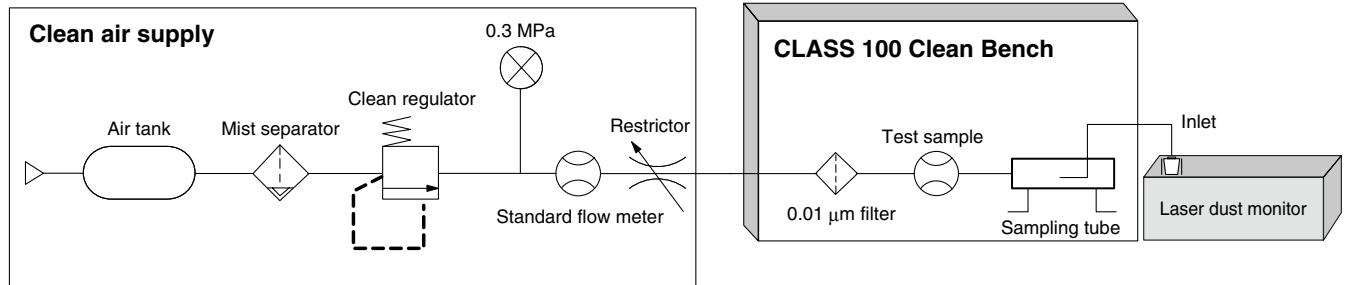 Clean air supply
0.3 MPa
Clean regulator
Air tank
Mist separator
Restrictor
Standard flow meter
CLASS 100 Clean Bench
Test sample
0.01 μm filter
Sampling tube
Inlet
Laser dust monitor